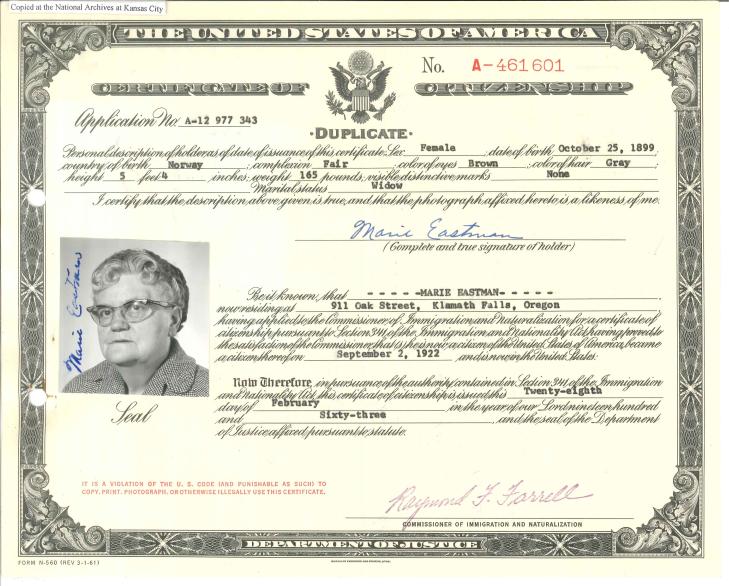 Copied at the National Archives at Kansas City
THE UNITED STATES OF AMERICA
No. A-461601
CERTIFICATE OF CITIZENSHIP
Application No. A-12 977 343
·DUPLICATE·
Personal description of holder as of date of issuance of this certificate: Sex Female ; date of birth October 25, 1899 ;
country of birth Norway ; complexion Fair ; color of eyes Brown ; color of hair Gray ;
height 5 feet 4 inches; weight 165 pounds; visible distinctive marks None
Marital status Widow
I certify that the description above given is true, and that the photograph affixed hereto is a likeness of me.
Marie Eastman
(Complete and true signature of holder)
Marie Eastman
Seal
Be it known, that - - - - -MARIE EASTMAN- - - - -
now residing at 911 Oak Street, Klamath Falls, Oregon
having applied to the Commissioner of Immigration and Naturalization for a certificate of
citizenship pursuant to Section 341 of the Immigration and Nationality Act, having proved to
the satisfaction of the Commissioner, that she is now a citizen of the United States of America, became
a citizen thereof on September 2, 1922 and is now in the United States.
Now Therefore, in pursuance of the authority contained in Section 341 of the Immigration
and Nationality Act, this certificate of citizenship is issued this Twenty-eighth
day of February in the year of our Lord nineteen hundred
and Sixty-three and the seal of the Department
of Justice affixed pursuant to statute.
IT IS A VIOLATION OF THE U. S. CODE (AND PUNISHABLE AS SUCH) TO
COPY, PRINT, PHOTOGRAPH, OR OTHERWISE ILLEGALLY USE THIS CERTIFICATE.
Raymond F. Farrell
COMMISSIONER OF IMMIGRATION AND NATURALIZATION
DEPARTMENT OF JUSTICE
FORM N-560 (REV 3-1-61)